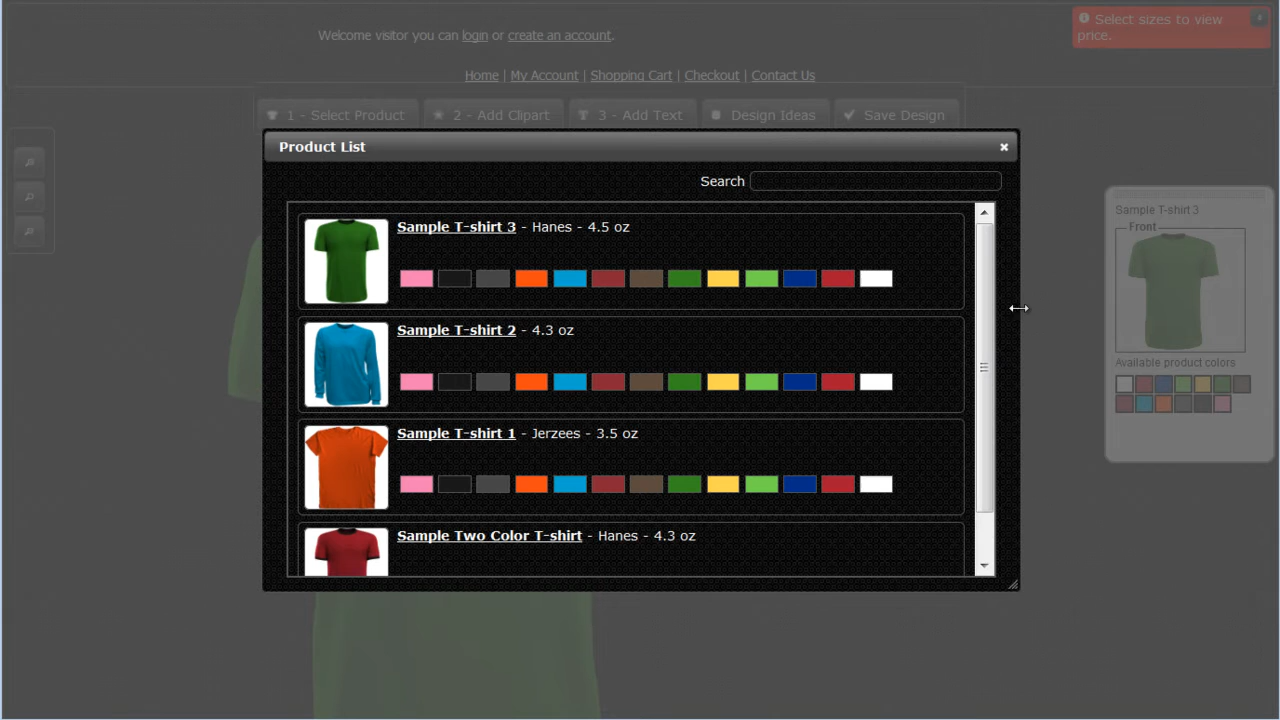 Select sizes to view
price.
Welcome visitor you can login or create an account.
Home | My Account | Shopping Cart | Checkout | Contact Us
1 - Select Product
2 - Add Clipart
3 - Add Text
Design Ideas
Save Design
Product List
Search
Sample T-shirt 3 - Hanes - 4.5 oz
Sample T-shirt 2 - 4.3 oz
Sample T-shirt 1 - Jerzees - 3.5 oz
Sample Two Color T-shirt - Hanes - 4.3 oz
Sample T-shirt 3
Front
Available product colors